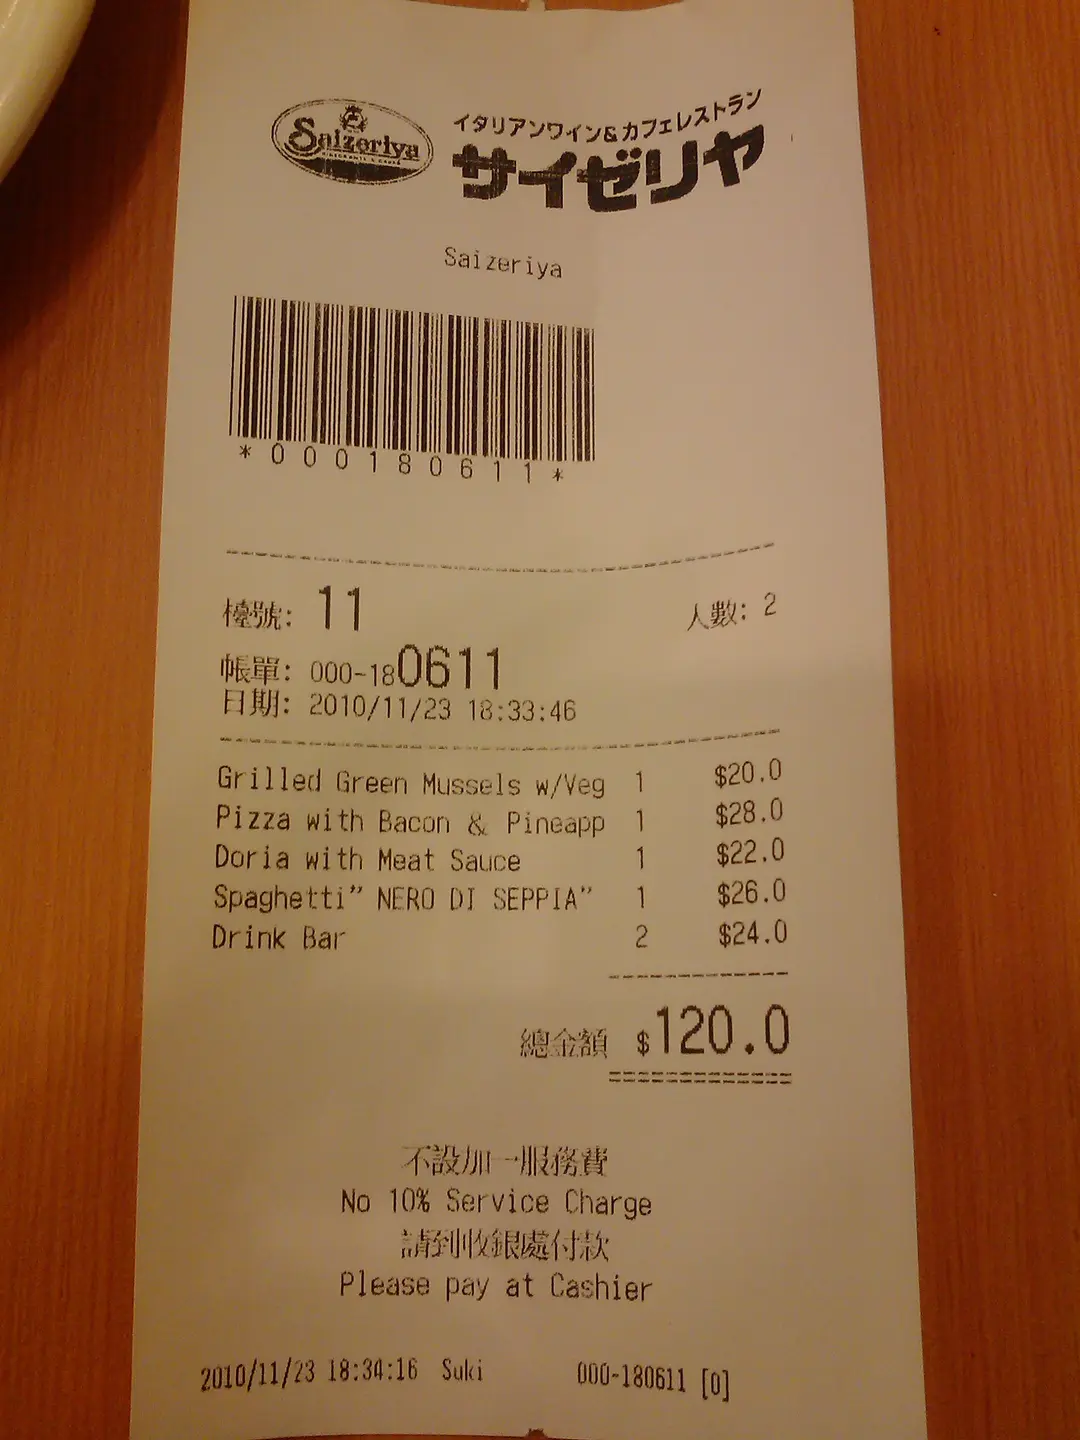 Saizeriya
イタリアンワイン&カフェレストラン
サイゼリヤ
Saizeriya
*000180611*
檯號: 11 人數: 2
帳單: 000-180611
日期: 2010/11/23 18:33:46
Grilled Green Mussels w/Veg 1 $20.0
Pizza with Bacon & Pineapp 1 $28.0
Doria with Meat Sauce 1 $22.0
Spaghetti” NERO DI SEPPIA” 1 $26.0
Drink Bar 2 $24.0
總金額 $120.0
不設加一服務費
No 10% Service Charge
請到收銀處付款
Please pay at Cashier
2010/11/23 18:34:16 Suki 000-180611 [0]